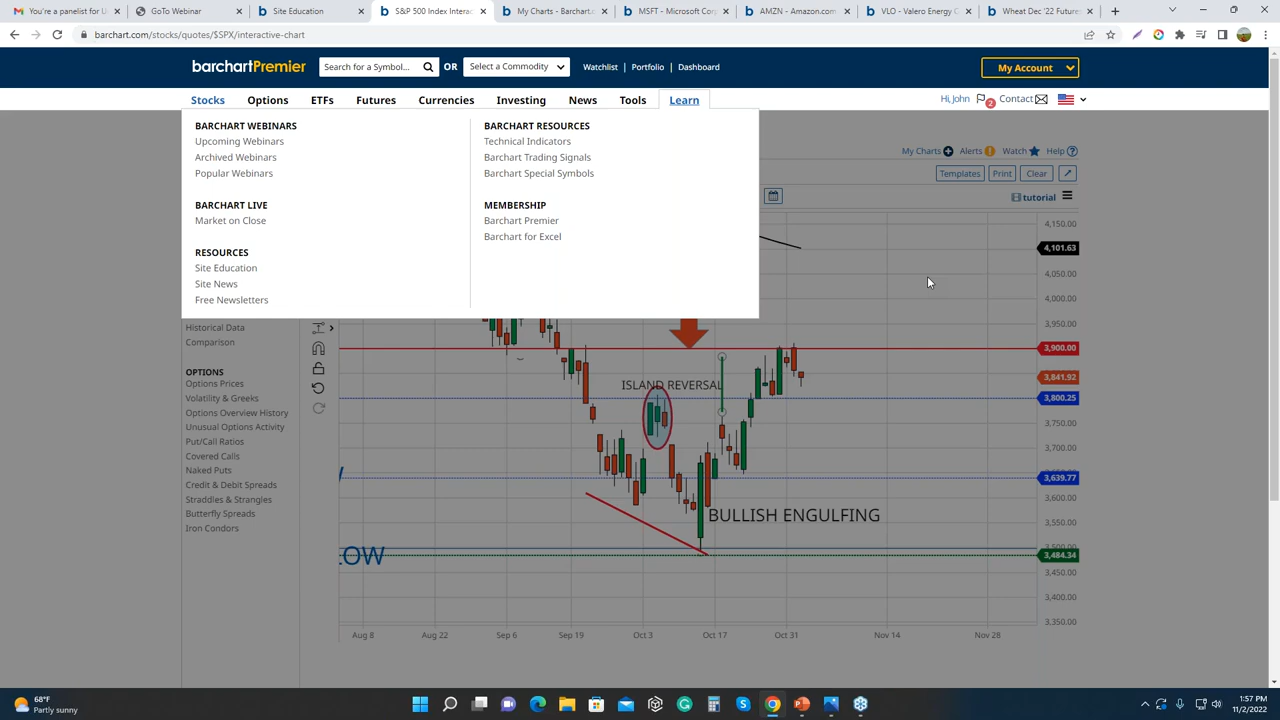 You're a panelists for Up
GoTo Webinar
Site Education
S&P 500 Index Interac
My Charts - Barchart.c
MSFT - Microsoft Corp
AMZN - Amazon.com
VLO - Valero Energy C
Wheat Dec '22 Future
barchart.com/stocks/quotes/$SPX/interactive-chart
barchartPremier
Search for a Symbol...
OR
Select a Commodity
Watchlist | Portfolio | Dashboard
My Account
Stocks Options ETFs Futures Currencies Investing News Tools Learn
Hi, John 2 Contact
BARCHART WEBINARS
Upcoming Webinars
Archived Webinars
Popular Webinars
BARCHART LIVE
Market on Close
RESOURCES
Site Education
Site News
Free Newsletters
BARCHART RESOURCES
Technical Indicators
Barchart Trading Signals
Barchart Special Symbols
MEMBERSHIP
Barchart Premier
Barchart for Excel
My Charts Alerts Watch Help
Templates Print Clear
tutorial
Historical Data
Comparison
OPTIONS
Options Prices
Volatility & Greeks
Options Overview History
Unusual Options Activity
Put/Call Ratios
Covered Calls
Naked Puts
Credit & Debit Spreads
Straddles & Strangles
Butterfly Spreads
Iron Condors
ISLAND REVERSAL
BULLISH ENGULFING
LOW
4,150.00
4,101.63
4,050.00
4,000.00
3,950.00
3,900.00
3,841.92
3,800.25
3,750.00
3,700.00
3,639.77
3,600.00
3,550.00
3,484.34
3,450.00
3,400.00
3,350.00
Aug 8 Aug 22 Sep 6 Sep 19 Oct 3 Oct 17 Oct 31 Nov 14 Nov 28
68°F
Partly sunny
1:57 PM
11/2/2022